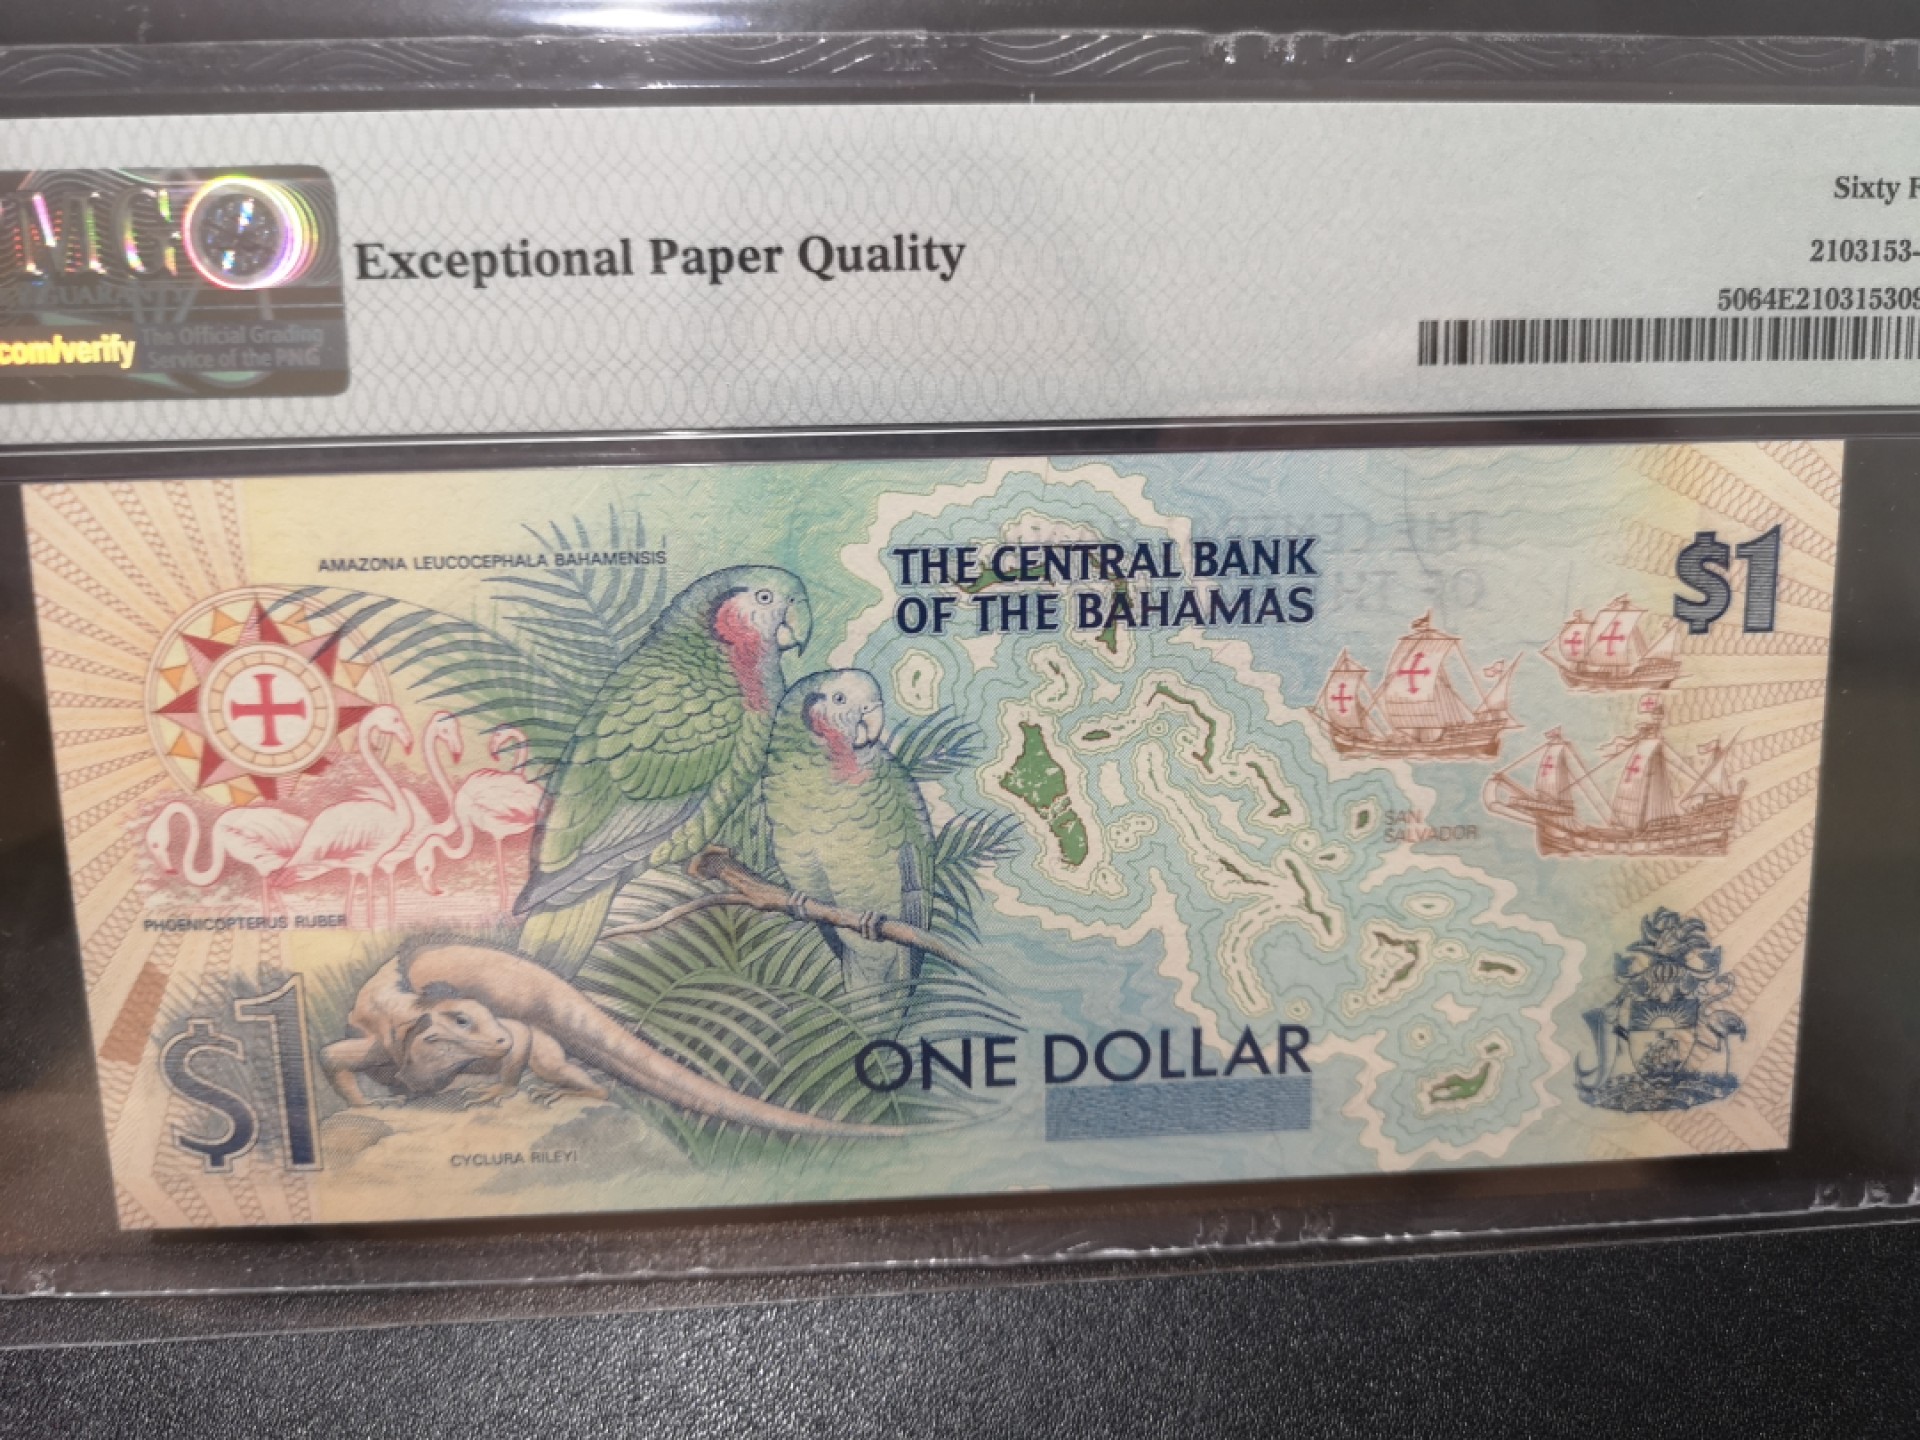 Sixty F
2103153-
5064E210315309
Exceptional Paper Quality
GUARANTY
.com/verify
The Official Grading
Service of the PNG
$1
AMAZONA LEUCOCEPHALA BAHAMENSIS
THE CENTRAL BANK
OF THE BAHAMAS
SAN
SALVADOR
PHOENICOPTERUS RUBER
$1
ONE DOLLAR
CYCLURA RILEYI